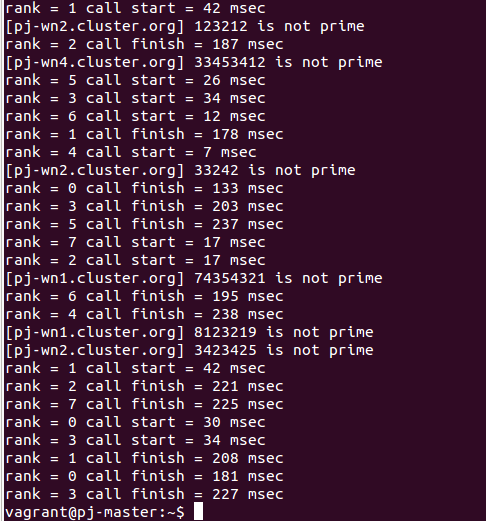 rank = 1 call start = 42 msec
[pj-wn2.cluster.org] 123212 is not prime
rank = 2 call finish = 187 msec
[pj-wn4.cluster.org] 33453412 is not prime
rank = 5 call start = 26 msec
rank = 3 call start = 34 msec
rank = 6 call start = 12 msec
rank = 1 call finish = 178 msec
rank = 4 call start = 7 msec
[pj-wn2.cluster.org] 33242 is not prime
rank = 0 call finish = 133 msec
rank = 3 call finish = 203 msec
rank = 5 call finish = 237 msec
rank = 7 call start = 17 msec
rank = 2 call start = 17 msec
[pj-wn1.cluster.org] 74354321 is not prime
rank = 6 call finish = 195 msec
rank = 4 call finish = 238 msec
[pj-wn1.cluster.org] 8123219 is not prime
[pj-wn2.cluster.org] 3423425 is not prime
rank = 1 call start = 42 msec
rank = 2 call finish = 221 msec
rank = 7 call finish = 225 msec
rank = 0 call start = 30 msec
rank = 3 call start = 34 msec
rank = 1 call finish = 208 msec
rank = 0 call finish = 181 msec
rank = 3 call finish = 227 msec
vagrant@pj-master:~$